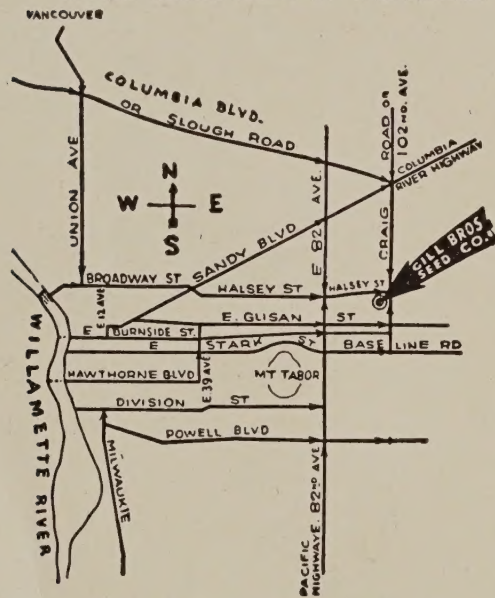 VANCOUVER
COLUMBIA BLVD.
OR SLOUGH ROAD
ROAD OR
102ND. AVE.
UNION AVE
N
W E
S
E 82 AVE.
COLUMBIA
RIVER HIGHWAY
CRAIG
SANDY BLVD
GILL BROS
SEED CO.
BROADWAY ST
HALSEY ST
HALSEY ST
E 12 AVE
E. GLISAN ST
E BURNSIDE ST.
E STARK ST
BASE LINE RD
WILLAMETTE RIVER
HAWTHORNE BLVD
E 39 AVE
MT TABOR
DIVISION ST
POWELL BLVD
MILWAUKIE
PACIFIC
HIGHWAYE. 82ND AVE